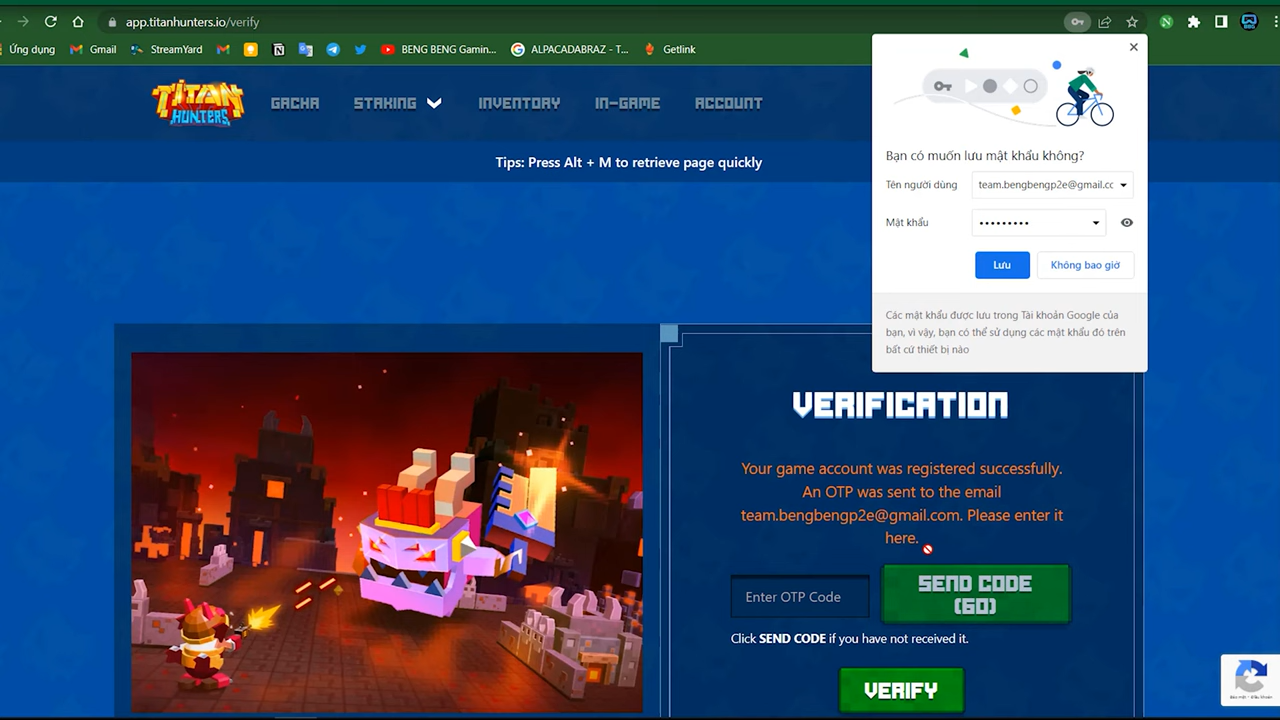 app.titanhunters.io/verify
Ứng dụng
Gmail
StreamYard
BENG BENG Gamin...
ALPACADABRAZ - T...
Getlink
TITAN
HUNTERS
GACHA
STAKING
INVENTORY
IN-GAME
ACCOUNT
Tips: Press Alt + M to retrieve page quickly
Bạn có muốn lưu mật khẩu không?
Tên người dùng
team.bengbengp2e@gmail.cc
Mật khẩu
•••••••••
Lưu
Không bao giờ
Các mật khẩu được lưu trong Tài khoản Google của
bạn, vì vậy, bạn có thể sử dụng các mật khẩu đó trên
bất cứ thiết bị nào
VERIFICATION
Your game account was registered successfully.
An OTP was sent to the email
team.bengbengp2e@gmail.com. Please enter it
here.
Enter OTP Code
SEND CODE
(60)
Click SEND CODE if you have not received it.
VERIFY